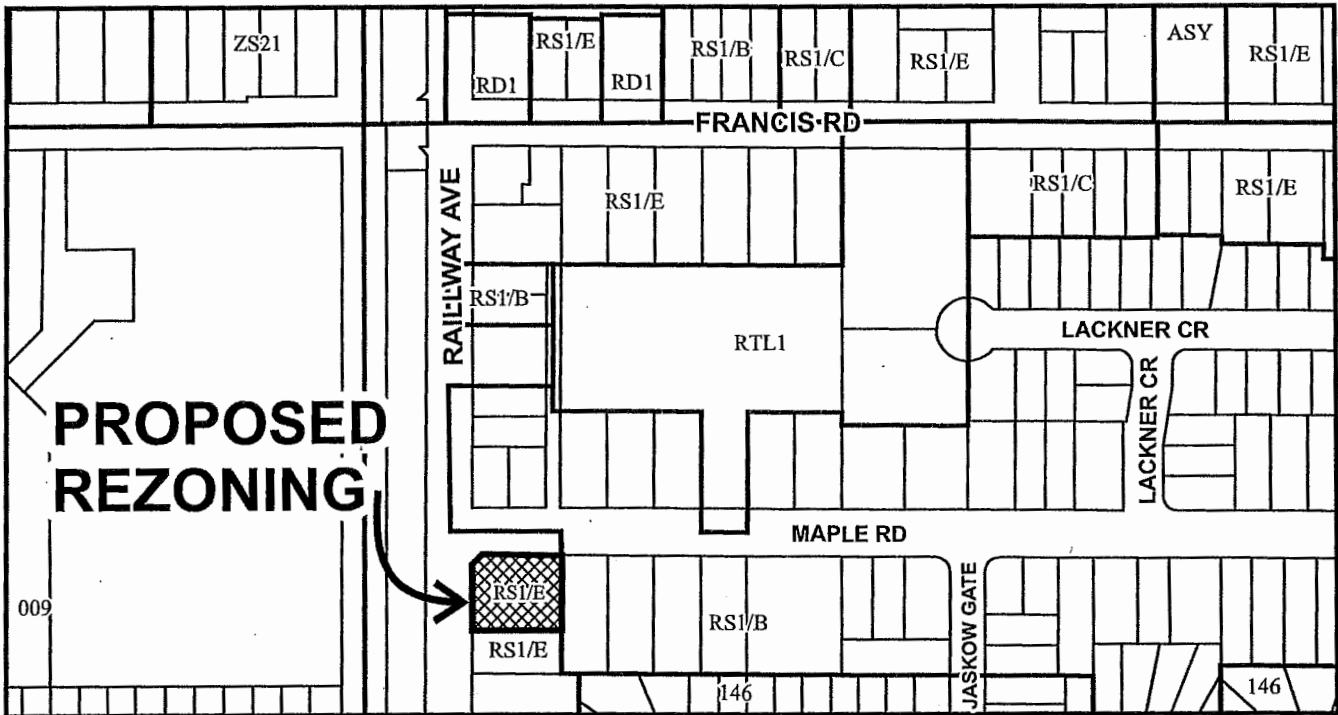 ZS21
RD1
RS1/E
RD1
RS1/B
RS1/C
RS1/E
ASY
RS1/E
FRANCIS RD
RAILWAY AVE
RS1/E
RS1/C
RS1/E
RS1/B
RTL1
LACKNER CR
LACKNER CR
PROPOSED
REZONING
MAPLE RD
009
RS1/E
RS1/E
RS1/B
JASKOW GATE
146
146